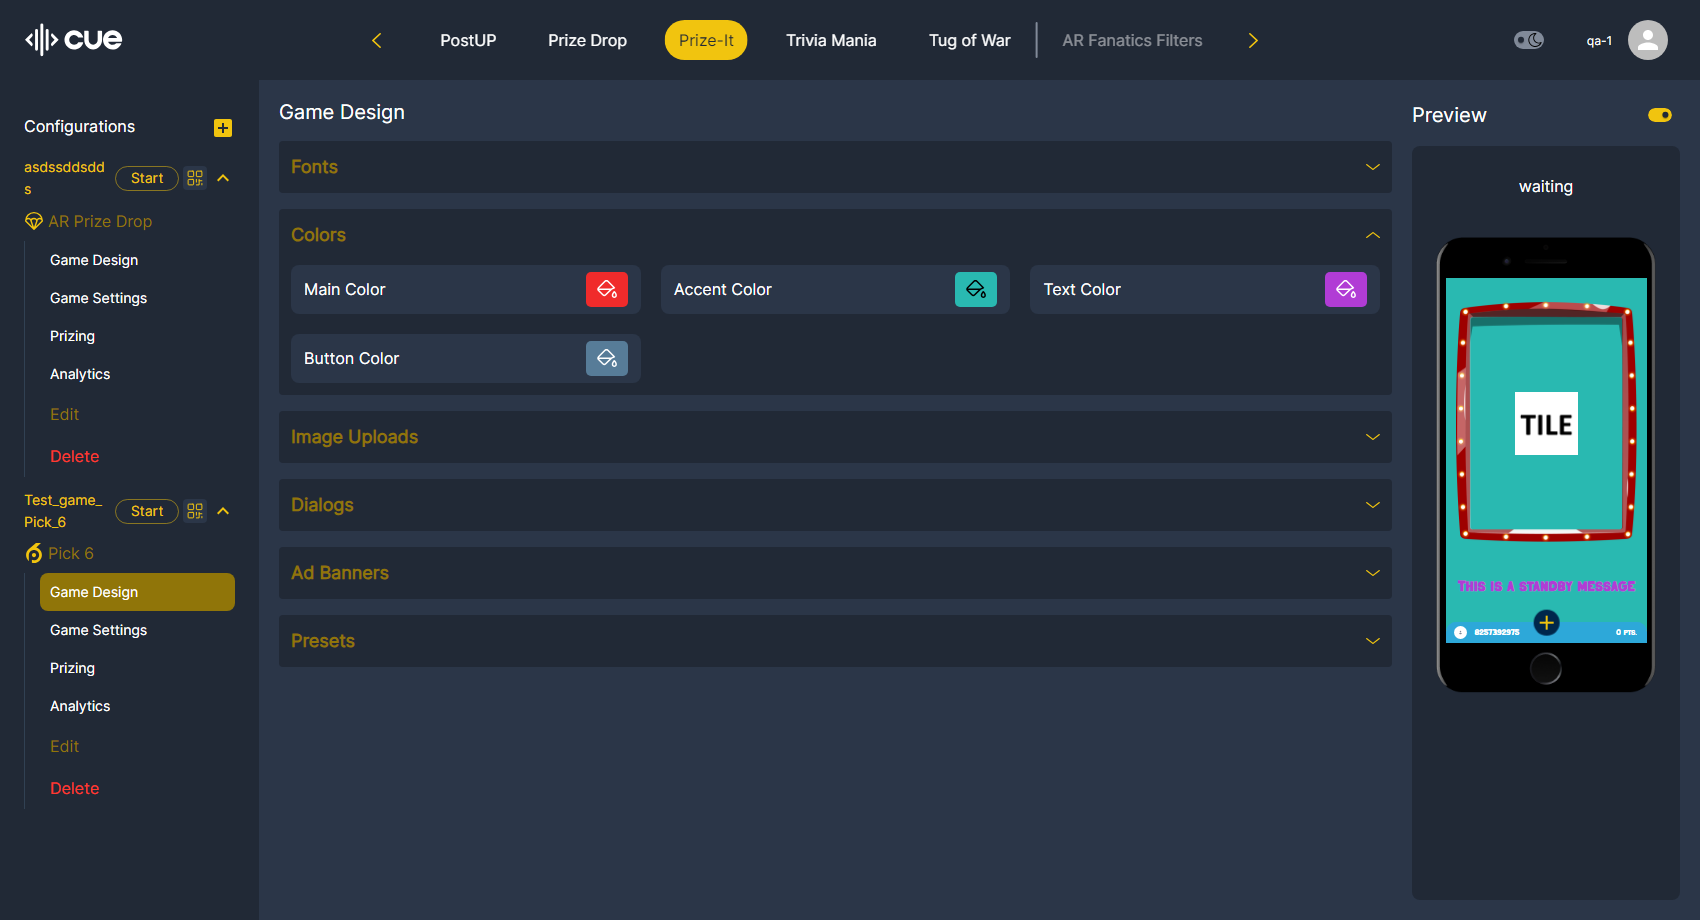 cue
PostUP
Prize Drop
Prize-It
Trivia Mania
Tug of War
AR Fanatics Filters
qa-1
Configurations
asdssddsdd
s
Start
AR Prize Drop
Game Design
Game Settings
Prizing
Analytics
Edit
Delete
Test_game_
Pick_6
Start
Pick 6
Game Design
Game Settings
Prizing
Analytics
Edit
Delete
Game Design
Fonts
Colors
Main Color
Accent Color
Text Color
Button Color
Image Uploads
Dialogs
Ad Banners
Presets
Preview
waiting
TILE
THIS IS A STANDBY MESSAGE
8257392975
0 PTS.